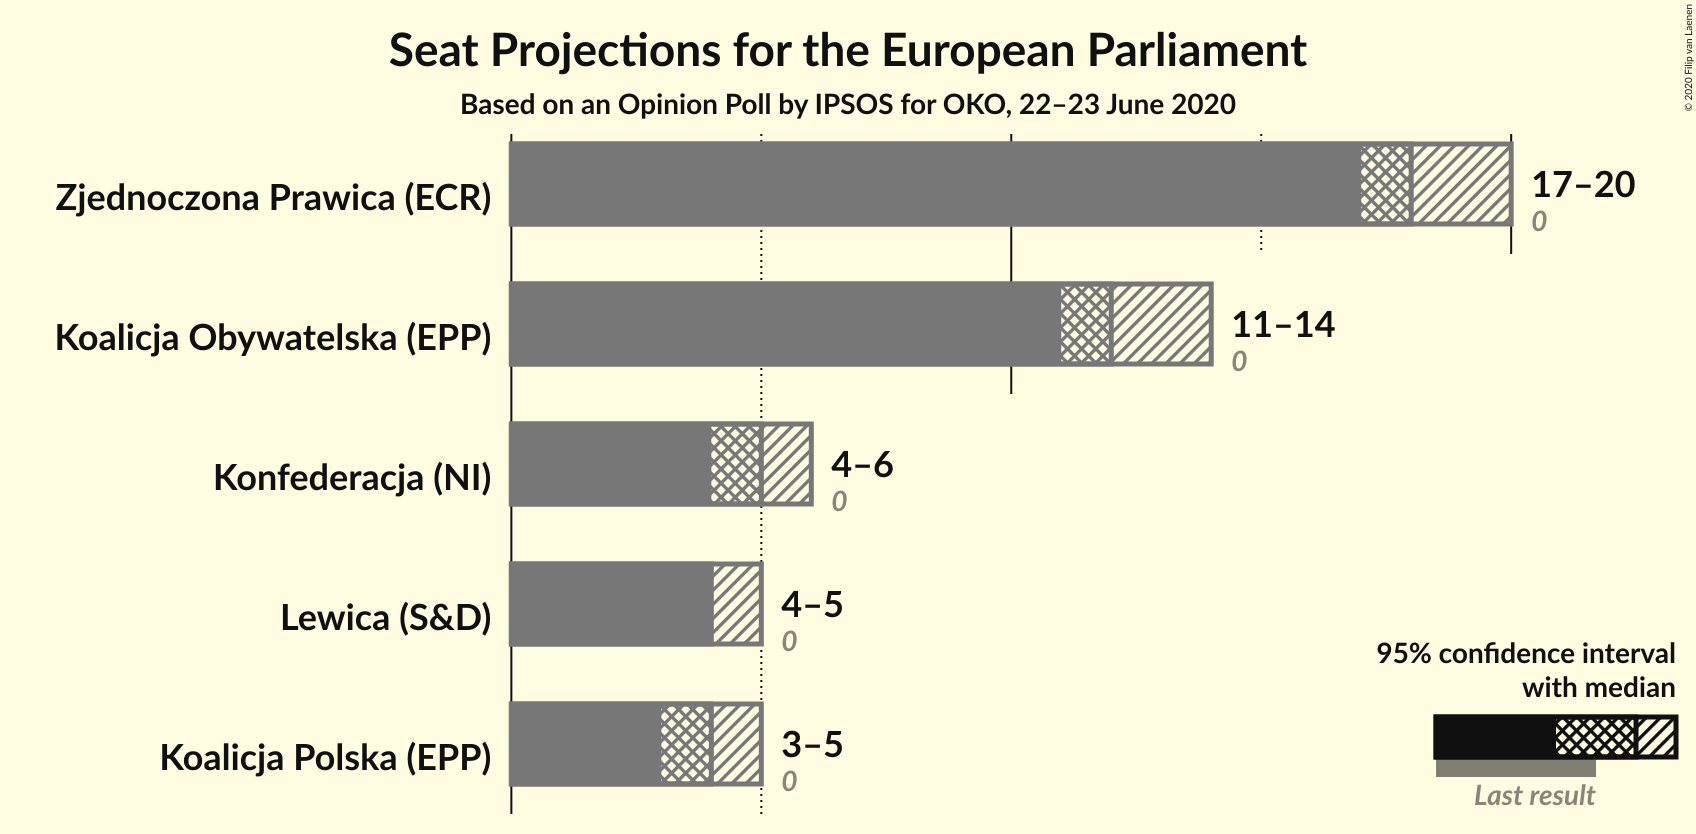 Seat Projections for the European Parliament
Based on an Opinion Poll by IPSOS for OKO, 22–23 June 2020
© 2020 Filip van Laenen
Zjednoczona Prawica (ECR)
17–20
0
Koalicja Obywatelska (EPP)
11–14
0
Konfederacja (NI)
4–6
0
Lewica (S&D)
4–5
0
Koalicja Polska (EPP)
3–5
0
95% confidence interval
with median
Last result